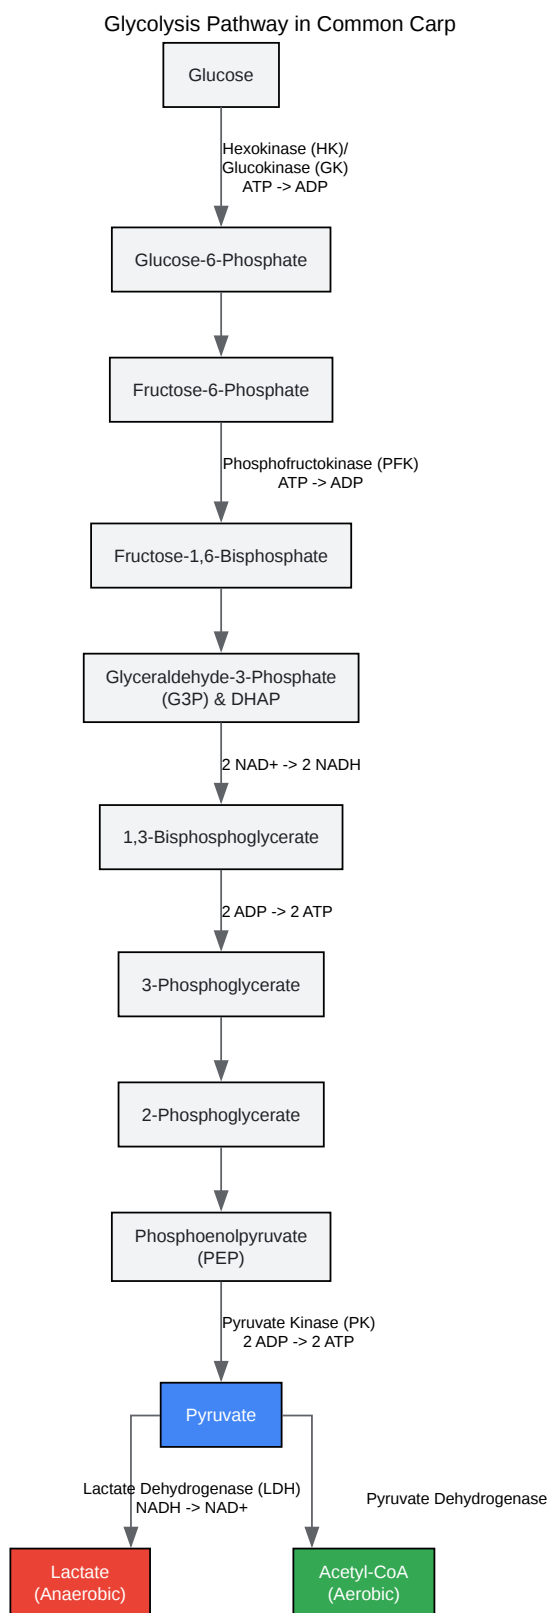 Glycolysis Pathway in Common Carp
Glucose
Hexokinase (HK)/
Glucokinase (GK)
ATP -> ADP
Glucose-6-Phosphate
Fructose-6-Phosphate
Phosphofructokinase (PFK)
ATP -> ADP
Fructose-1,6-Bisphosphate
Glyceraldehyde-3-Phosphate
(G3P) & DHAP
2 NAD+ -> 2 NADH
1,3-Bisphosphoglycerate
2 ADP -> 2 ATP
3-Phosphoglycerate
2-Phosphoglycerate
Phosphoenolpyruvate
(PEP)
Pyruvate Kinase (PK)
2 ADP -> 2 ATP
Pyruvate
Lactate Dehydrogenase (LDH)
NADH -> NAD+
Pyruvate Dehydrogenase
Lactate
(Anaerobic)
Acetyl-CoA
(Aerobic)